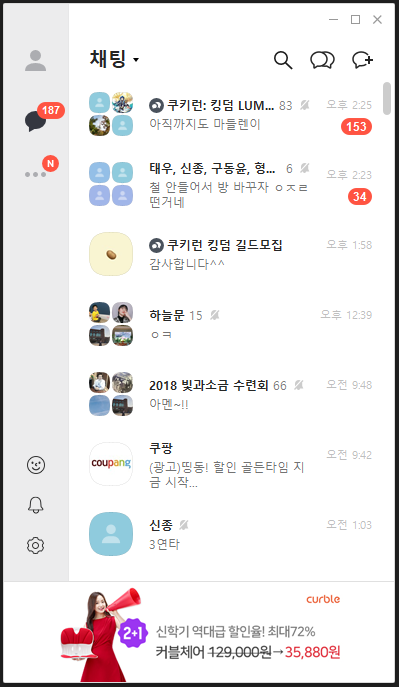 채팅
187
N
쿠키런: 킹덤 LUM... 83 오후 2:25
아직까지도 마들렌이 153
태우, 신종, 구동윤, 형... 6 오후 2:23
철 안들어서 방 바꾸자 ㅇㅈㄹ
떤거네 34
쿠키런 킹덤 길드모집 오후 1:58
감사합니다^^
하늘문 15 오후 12:39
ㅇㅋ
2018 빛과소금 수련회 66 오전 9:48
아멘~!!
coupang
쿠팡 오전 9:42
(광고)띵동! 할인 골든타임 지
금 시작...
신종 오전 1:03
3연타
curble
2+1
신학기 역대급 할인율! 최대72%
커블체어 129,000원→35,880원